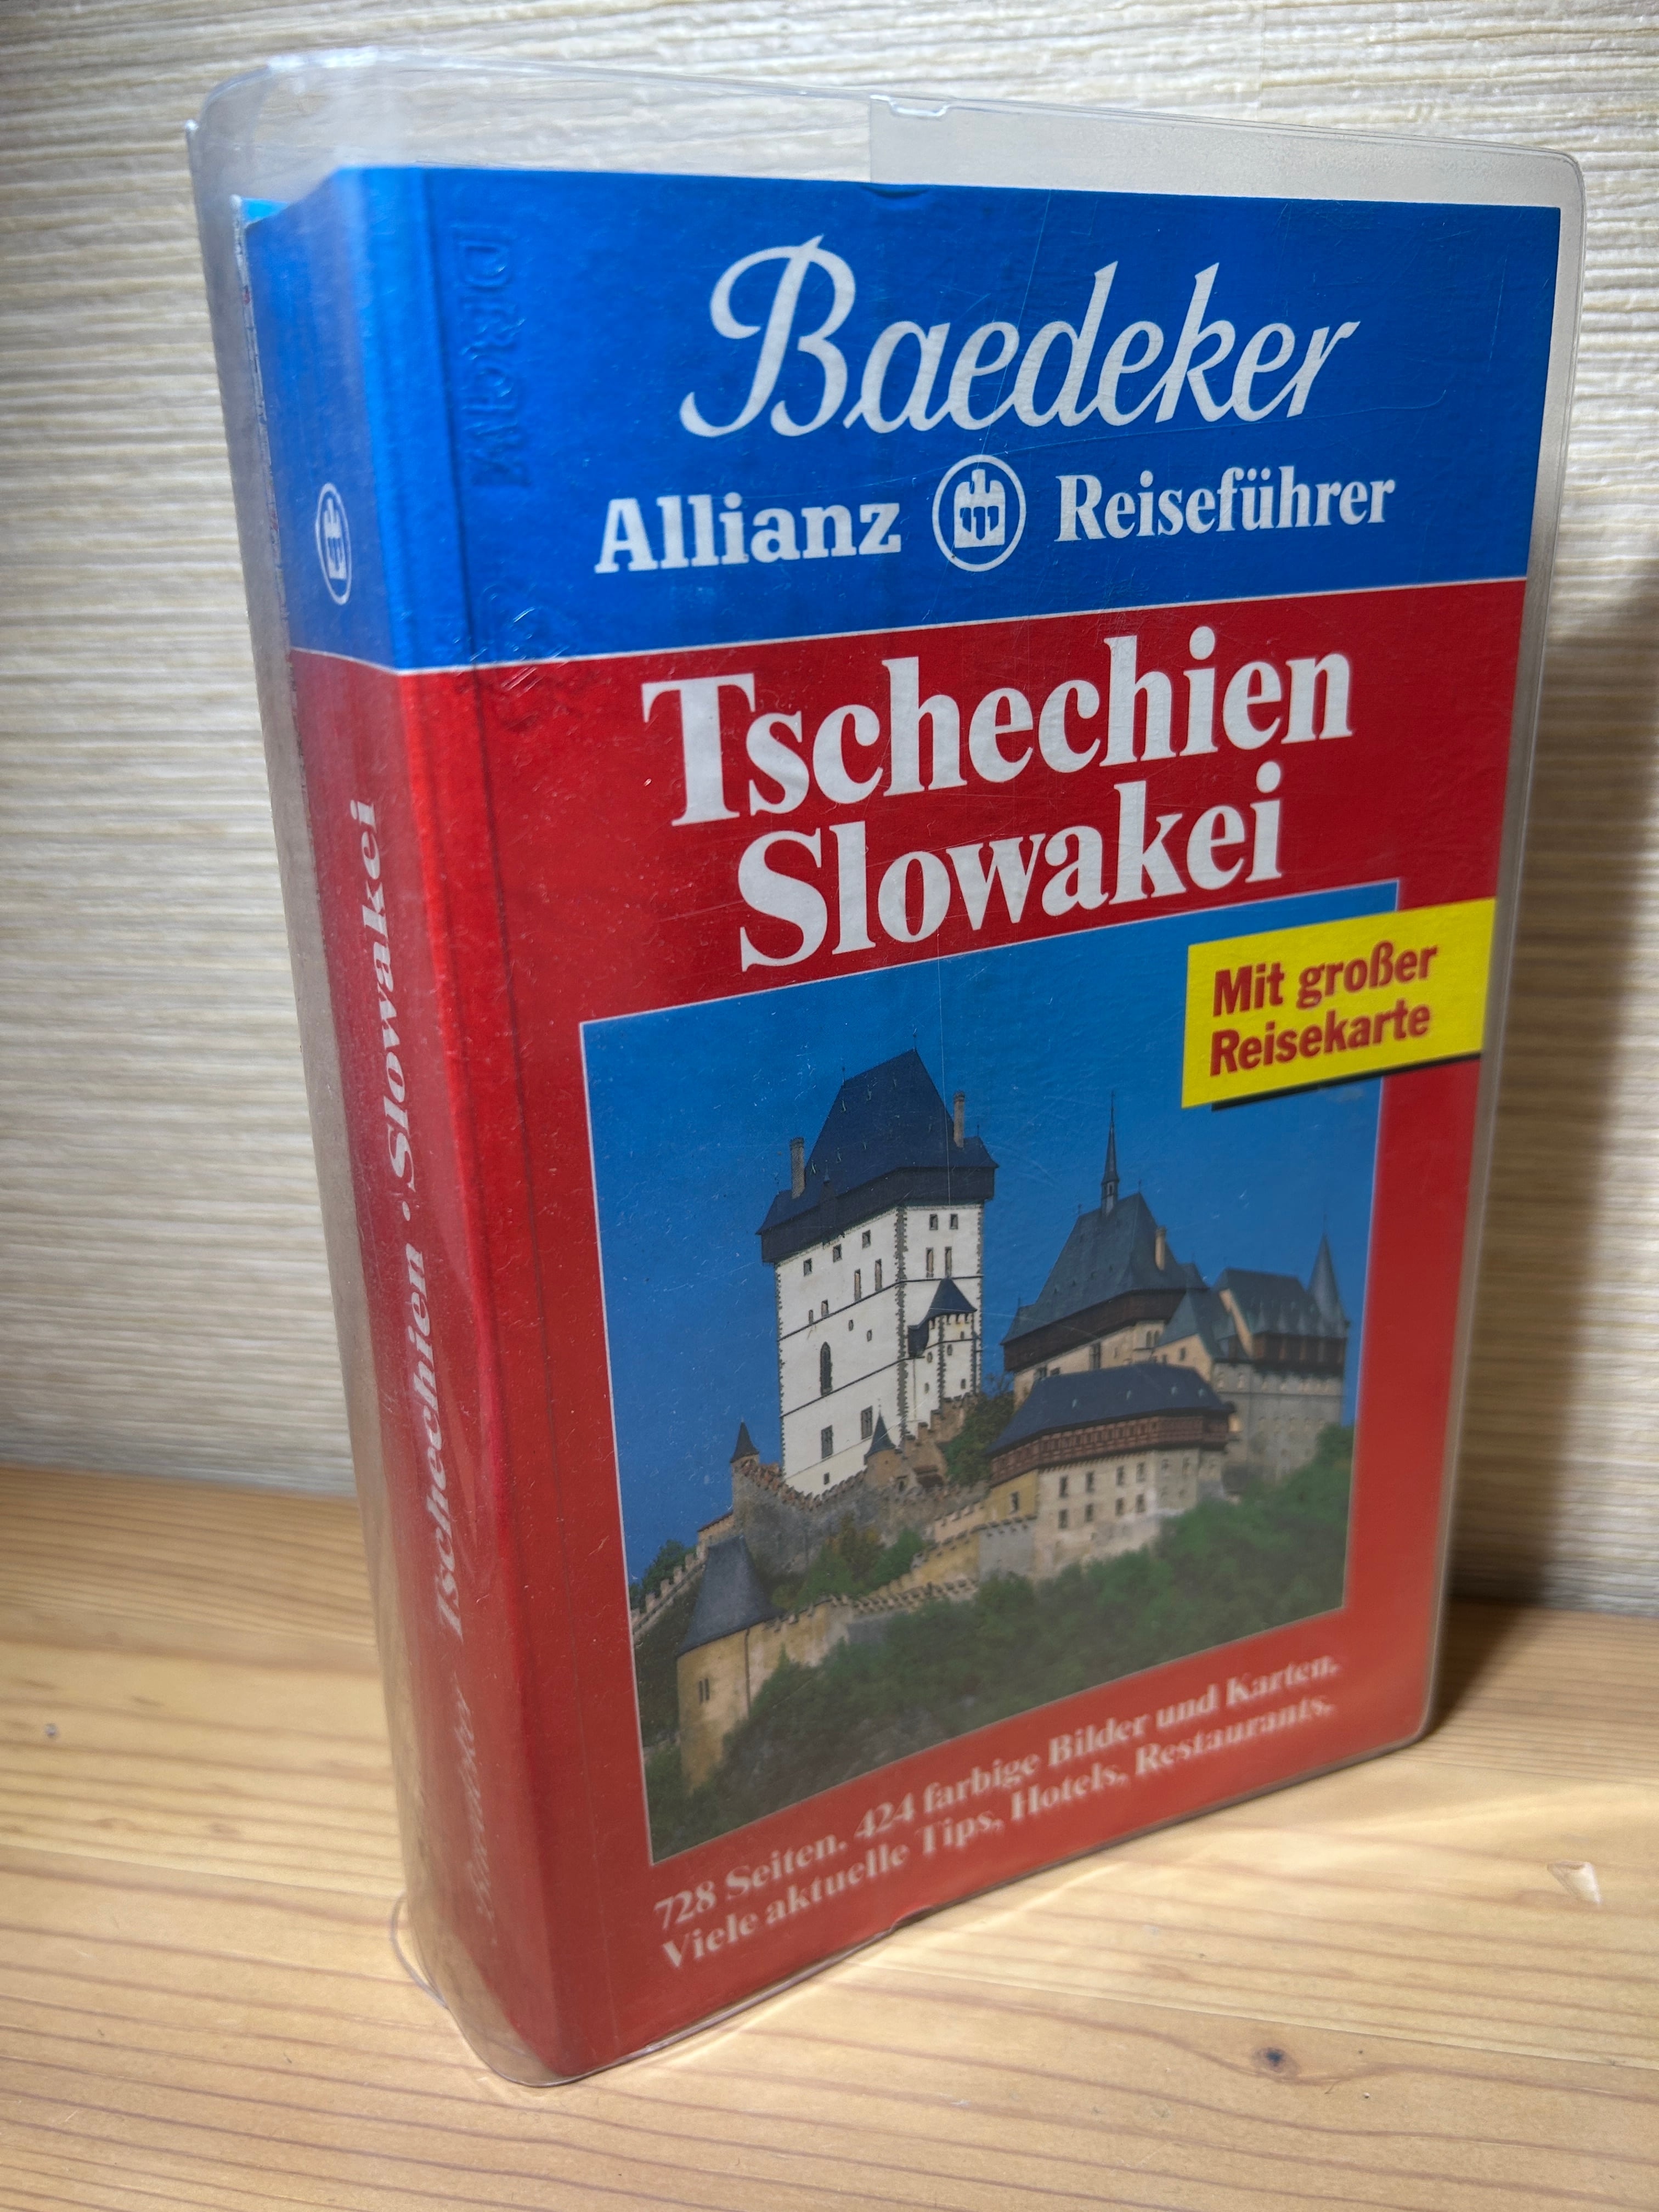 Baedeker
Allianz Reiseführer
Tschechien
Slowakei
Mit großer
Reisekarte
728 Seiten. 424 farbige Bilder und Karten.
Viele aktuelle Tips, Hotels, Restaurants.
Baedeker Tschechien · Slowakei